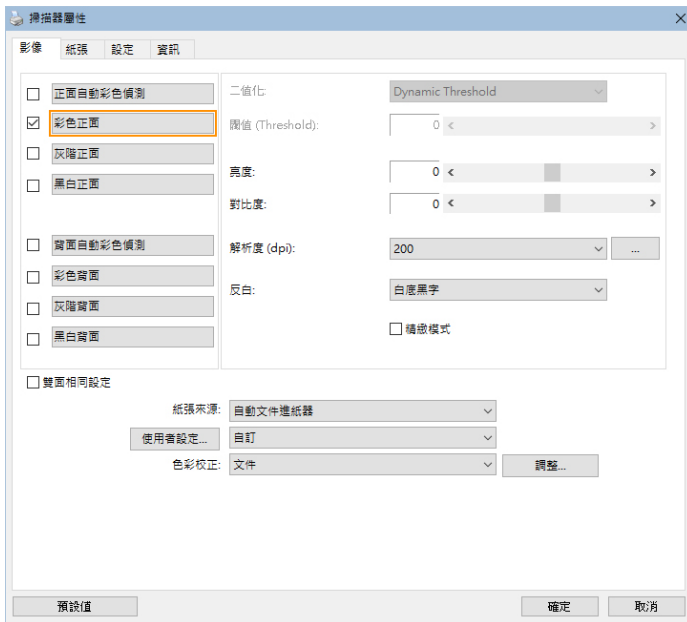 掃描器屬性
影像 紙張 設定 資訊
正面自動彩色偵測
彩色正面
灰階正面
黑白正面
背面自動彩色偵測
彩色背面
灰階背面
黑白背面
二值化: Dynamic Threshold
閥值 (Threshold): 0
亮度: 0
對比度: 0
解析度 (dpi): 200 ...
反白: 白底黑字
精緻模式
雙面相同設定
紙張來源: 自動文件進紙器
使用者設定... 自訂
色彩校正: 文件 調整...
預設值 確定 取消